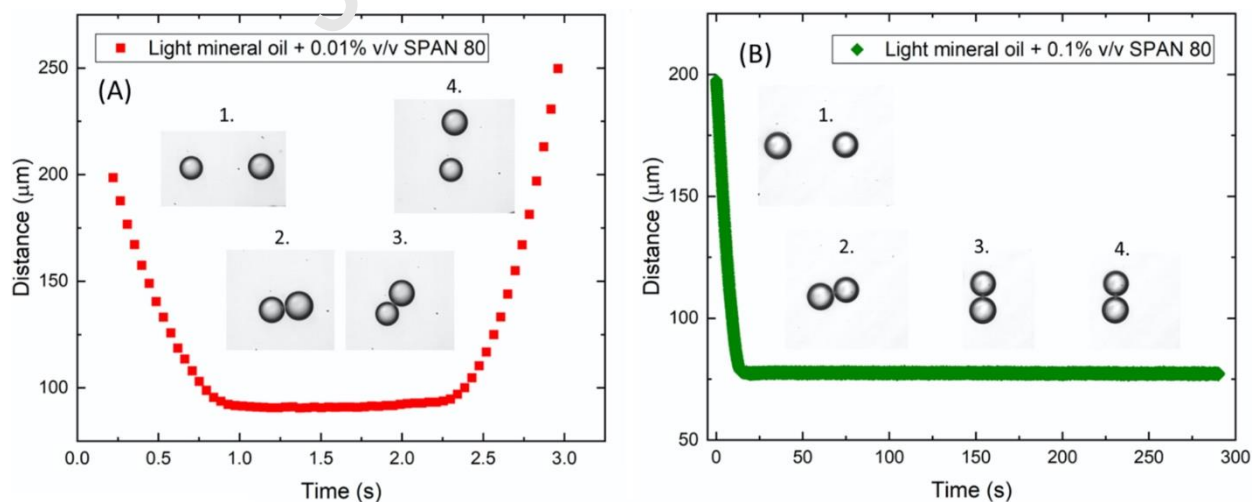 Light mineral oil + 0.01% v/v SPAN 80
(A)
250
200
150
100
Distance (µm)
1.
4.
2.
3.
0.0 0.5 1.0 1.5 2.0 2.5 3.0
Time (s)
Light mineral oil + 0.1% v/v SPAN 80
(B)
200
150
100
50
Distance (µm)
1.
2.
3.
4.
0 50 100 150 200 250 300
Time (s)